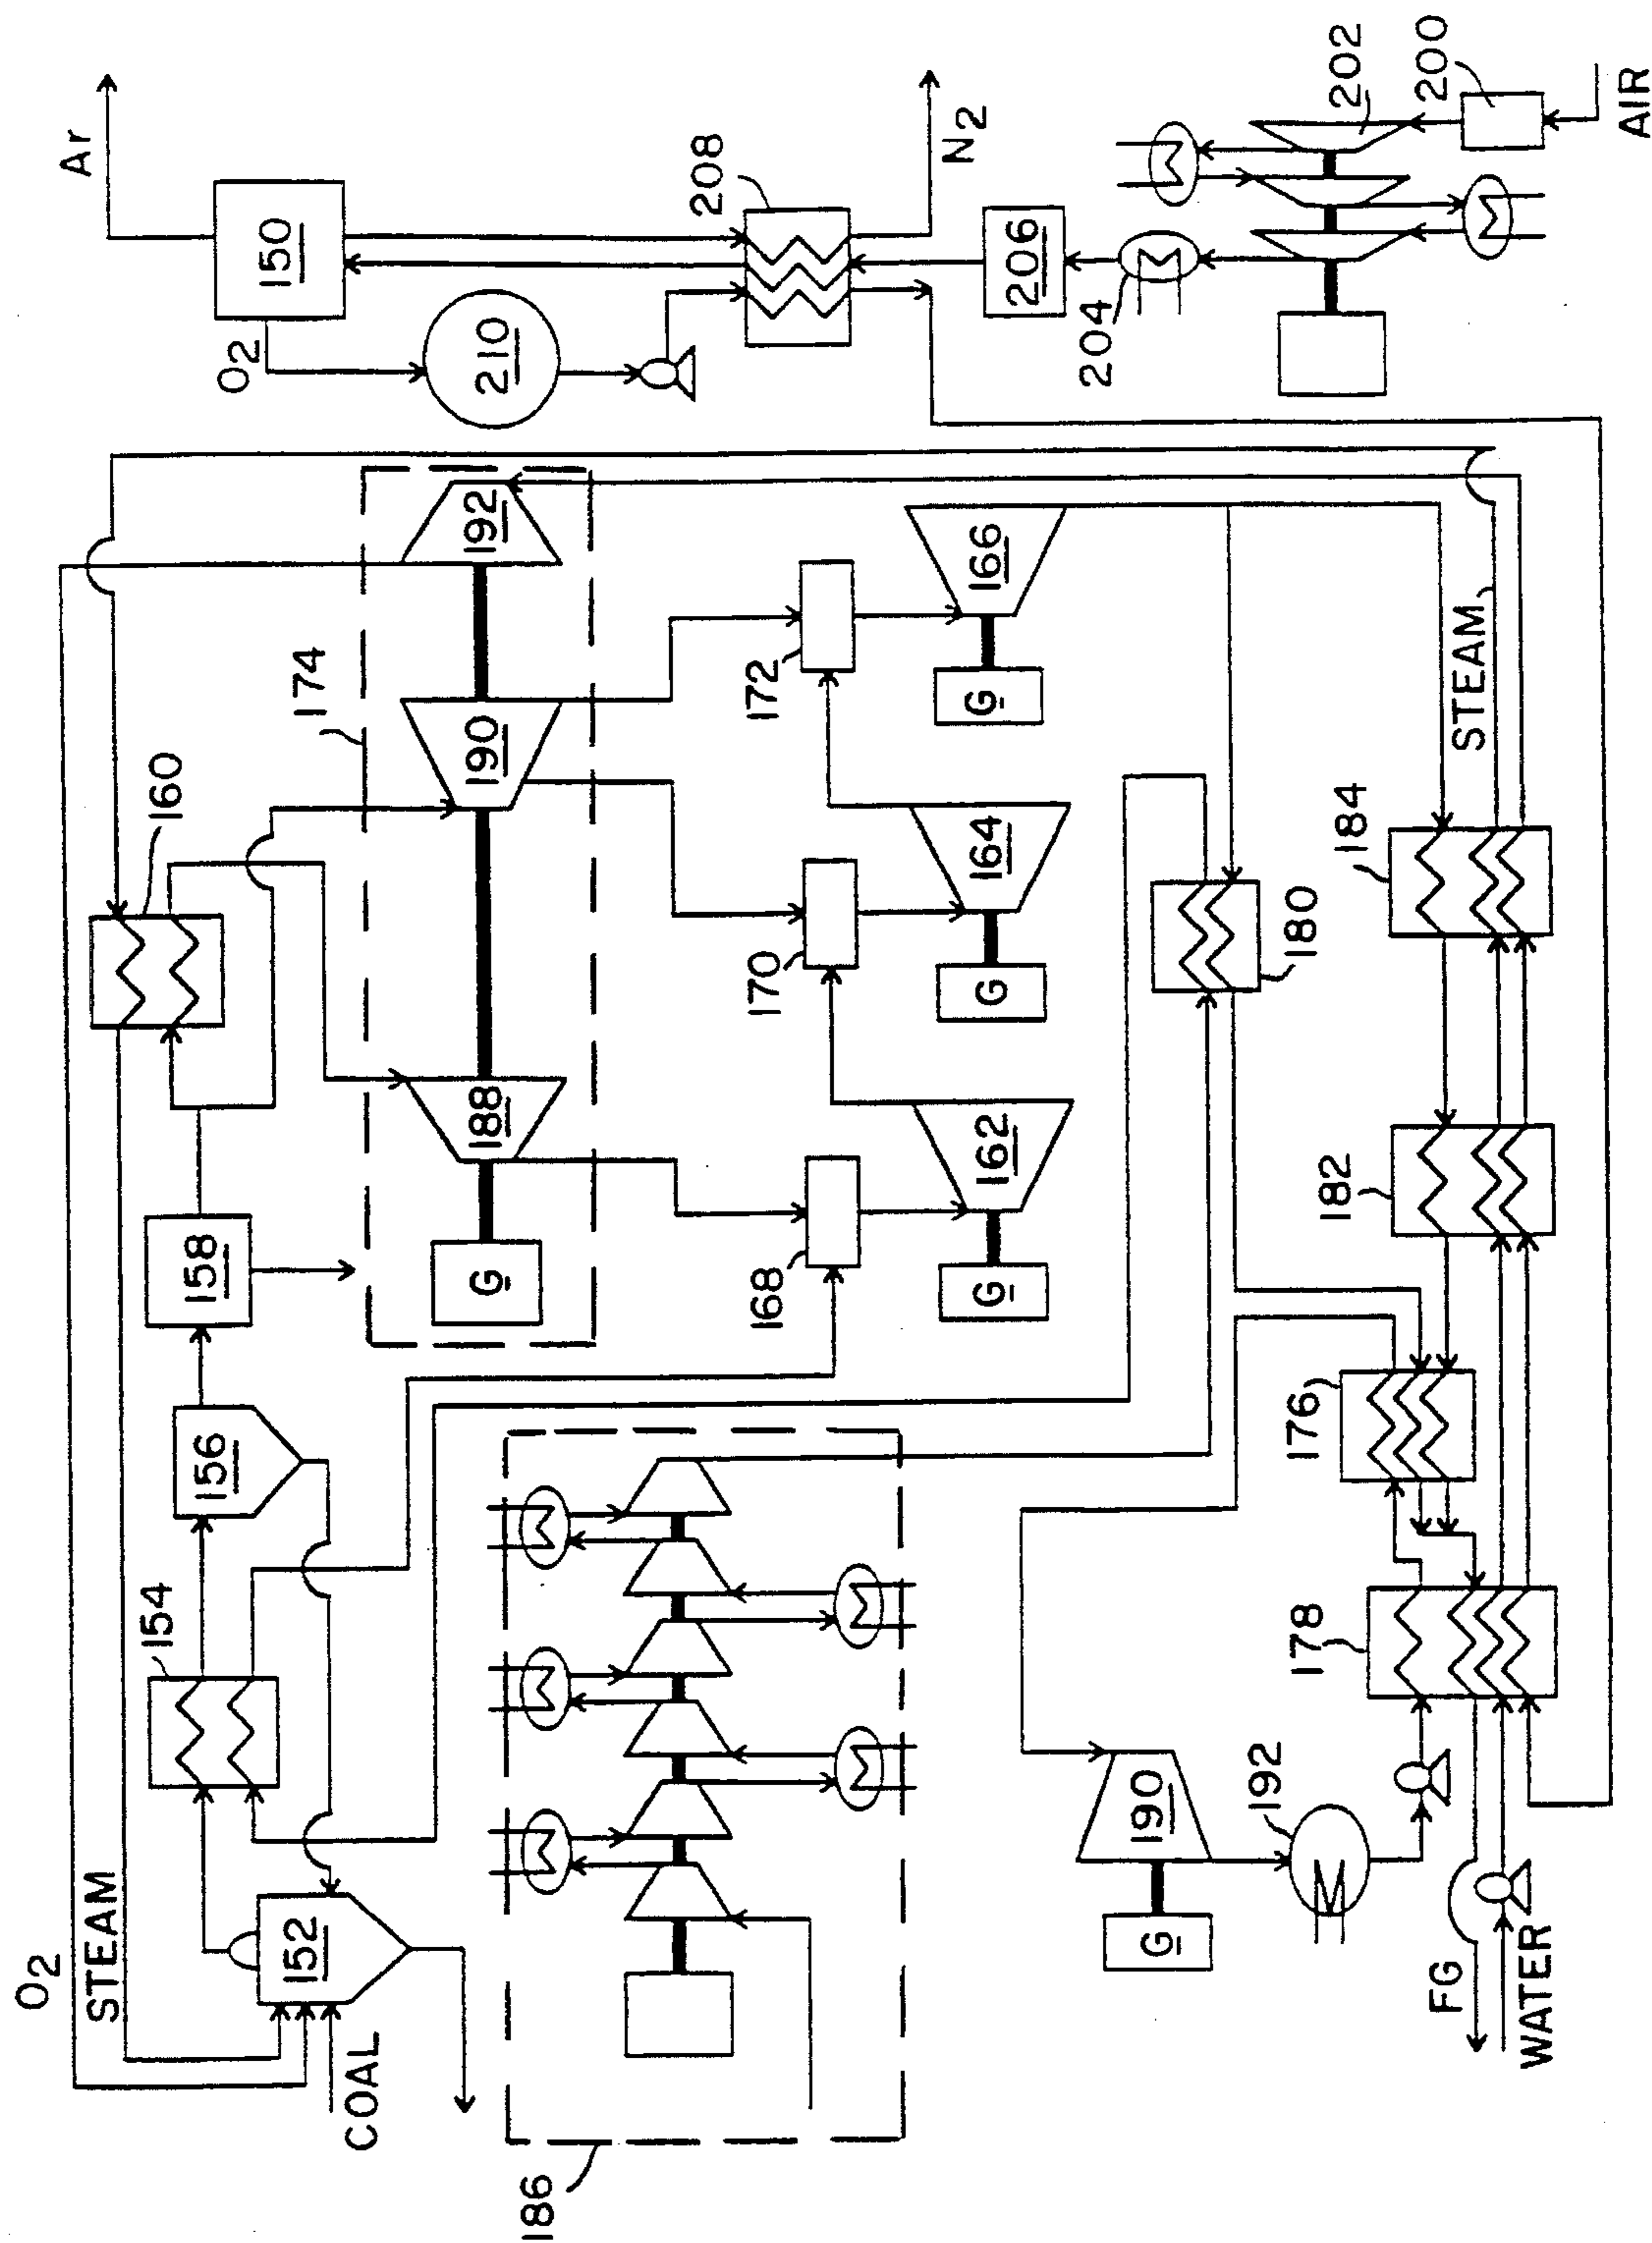 O2
Ar
STEAM
154
160
158
156
O2
150
152
174
COAL
G
188
190
192
210
186
208
168
170
172
N2
G
162
G
164
G
166
206
204
G
190
192
180
178
176
182
184
202
200
FG
STEAM
WATER
AIR